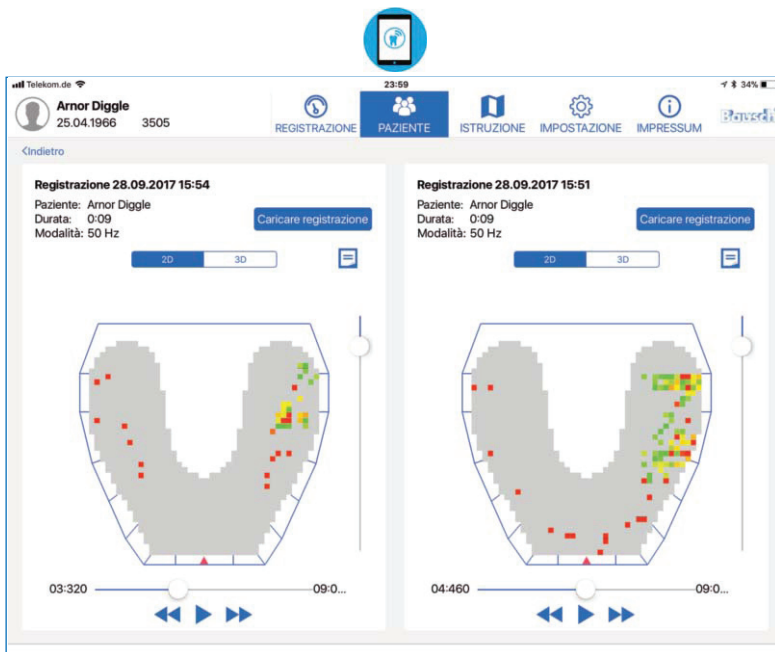 Telekom.de
23:59
34%
Arnor Diggle
25.04.1966 3505
REGISTRAZIONE
PAZIENTE
ISTRUZIONE
IMPOSTAZIONE
IMPRESSUM
Bausch
<Indietro
Registrazione 28.09.2017 15:54
Paziente: Arnor Diggle
Durata: 0:09
Modalità: 50 Hz
Caricare registrazione
2D 3D
03:320 09:0...
Registrazione 28.09.2017 15:51
Paziente: Arnor Diggle
Durata: 0:09
Modalità: 50 Hz
Caricare registrazione
2D 3D
04:460 09:0...